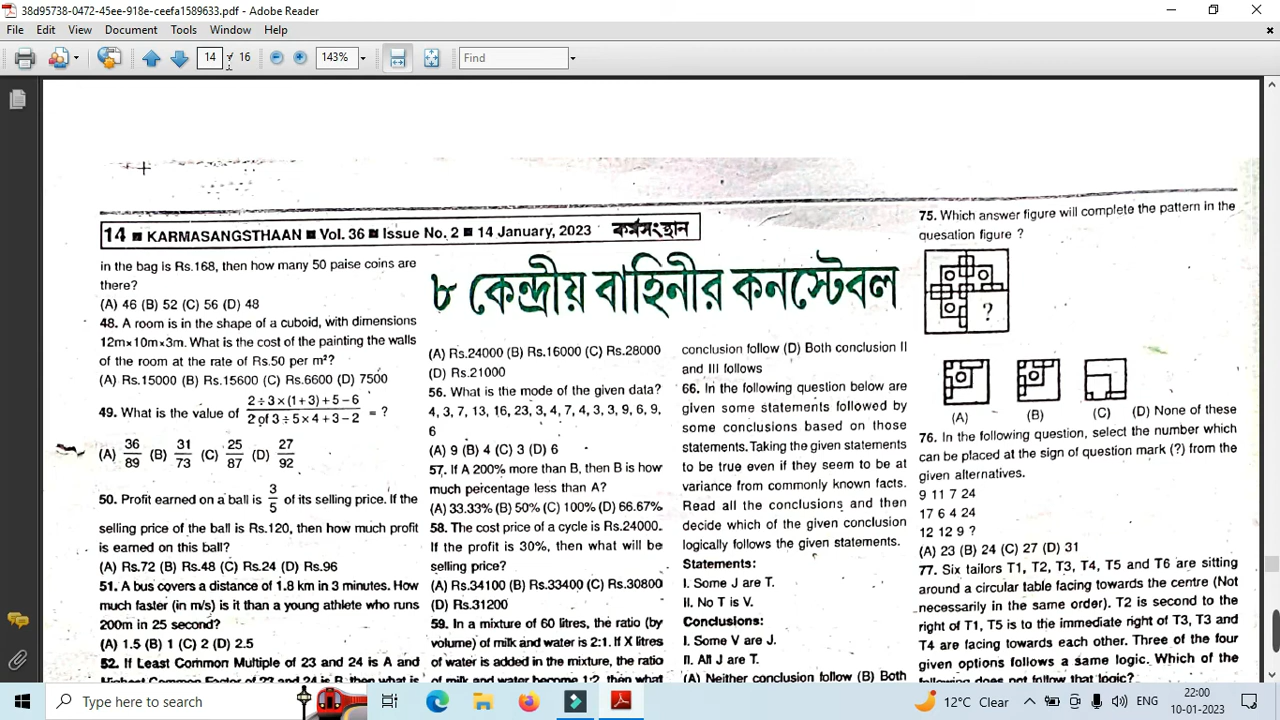 38d95738-0472-45ee-918e-ceefa1589633.pdf - Adobe Reader
File Edit View Document Tools Window Help
14 / 16 143% Find
14 ■ KARMASANGSTHAAN ■ Vol. 36 ■ Issue No. 2 ■ 14 January, 2023 কর্মসংস্থান
in the bag is Rs.168, then how many 50 paise coins are
there?
(A) 46 (B) 52 (C) 56 (D) 48
48. A room is in the shape of a cuboid, with dimensions
12m×10m×3m. What is the cost of the painting the walls
of the room at the rate of Rs.50 per m²?
(A) Rs.15000 (B) Rs.15600 (C) Rs.6600 (D) 7500
49. What is the value of 2÷3×(1+3)+5−6 / 2 of 3÷5×4+3−2 = ?
(A) 36/89 (B) 31/73 (C) 25/87 (D) 27/92
50. Profit earned on a ball is 3/5 of its selling price. If the
selling price of the ball is Rs.120, then how much profit
is earned on this ball?
(A) Rs.72 (B) Rs.48 (C) Rs.24 (D) Rs.96
51. A bus covers a distance of 1.8 km in 3 minutes. How
much faster (in m/s) is it than a young athlete who runs
200m in 25 second?
(A) 1.5 (B) 1 (C) 2 (D) 2.5
52. If Least Common Multiple of 23 and 24 is A and
Highest Common Factor of 23 and 24 is B, then what is
৮ কেন্দ্রীয় বাহিনীর কনস্টেবল
(A) Rs.24000 (B) Rs.16000 (C) Rs.28000
(D) Rs.21000
56. What is the mode of the given data?
4, 3, 7, 13, 16, 23, 3, 4, 7, 4, 3, 3, 9, 6, 9,
6
(A) 9 (B) 4 (C) 3 (D) 6
57. If A 200% more than B, then B is how
much percentage less than A?
(A) 33.33% (B) 50% (C) 100% (D) 66.67%
58. The cost price of a cycle is Rs.24000.
If the profit is 30%, then what will be
selling price?
(A) Rs.34100 (B) Rs.33400 (C) Rs.30800
(D) Rs.31200
59. In a mixture of 60 litres, the ratio (by
volume) of milk and water is 2:1. If X litres
of water is added in the mixture, the ratio
of milk and water become 1:2, then what
conclusion follow (D) Both conclusion II
and III follows
66. In the following question below are
given some statements followed by
some conclusions based on those
statements. Taking the given statements
to be true even if they seem to be at
variance from commonly known facts.
Read all the conclusions and then
decide which of the given conclusion
logically follows the given statements.
Statements:
I. Some J are T.
II. No T is V.
Conclusions:
I. Some V are J.
II. All J are T.
(A) Neither conclusion follow (B) Both
75. Which answer figure will complete the pattern in the
quesation figure ?
?
(A) (B) (C) (D) None of these
76. In the following question, select the number which
can be placed at the sign of question mark (?) from the
given alternatives.
9 11 7 24
17 6 4 24
12 12 9 ?
(A) 23 (B) 24 (C) 27 (D) 31
77. Six tailors T1, T2, T3, T4, T5 and T6 are sitting
around a circular table facing towards the centre (Not
necessarily in the same order). T2 is second to the
right of T1, T5 is to the immediate right of T3, T3 and
T4 are facing towards each other. Three of the four
given options follows a same logic. Which of the
following does not follow that logic?
Type here to search
12°C Clear ENG 22:00
10-01-2023